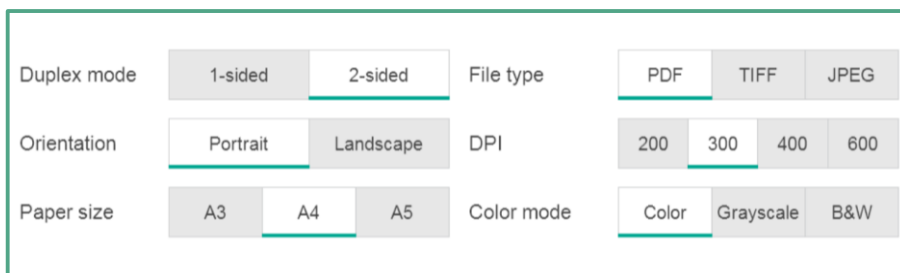 Duplex mode 1-sided 2-sided File type PDF TIFF JPEG
Orientation Portrait Landscape DPI 200 300 400 600
Paper size A3 A4 A5 Color mode Color Grayscale B&W